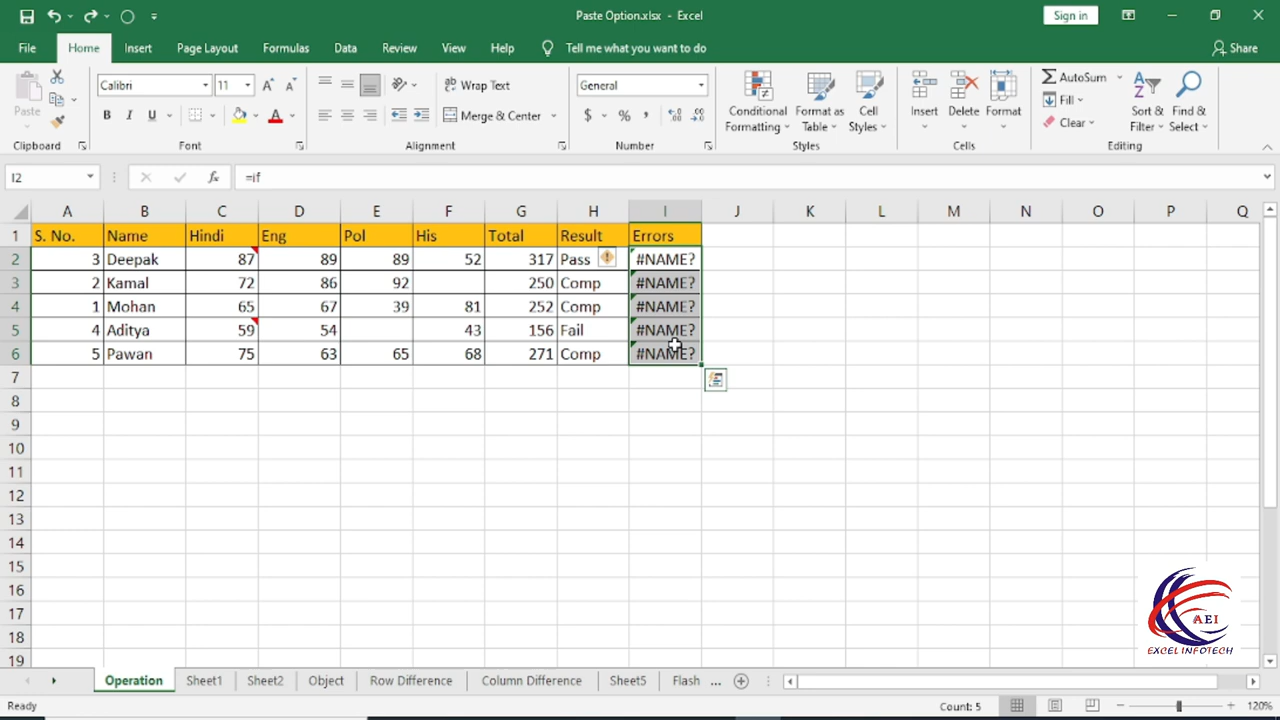 Paste Option.xlsx - Excel
Sign in
File Home Insert Page Layout Formulas Data Review View Help Tell me what you want to do Share
Paste
Calibri 11
B I U
Wrap Text
Merge & Center
General
$ % ,
Conditional Formatting
Format as Table
Cell Styles
Insert Delete Format
AutoSum
Fill
Clear
Sort & Filter
Find & Select
Clipboard Font Alignment Number Styles Cells Editing
I2 fx =if
A B C D E F G H I J K L M N O P Q
1 S. No. Name Hindi Eng Pol His Total Result Errors
2 3 Deepak 87 89 89 52 317 Pass #NAME?
3 2 Kamal 72 86 92 250 Comp #NAME?
4 1 Mohan 65 67 39 81 252 Comp #NAME?
5 4 Aditya 59 54 43 156 Fail #NAME?
6 5 Pawan 75 63 65 68 271 Comp #NAME?
7
8
9
10
11
12
13
14
15
16
17
18
19
AEI
EXCEL INFOTECH
Operation Sheet1 Sheet2 Object Row Difference Column Difference Sheet5 Flash ...
Ready Count: 5 120%